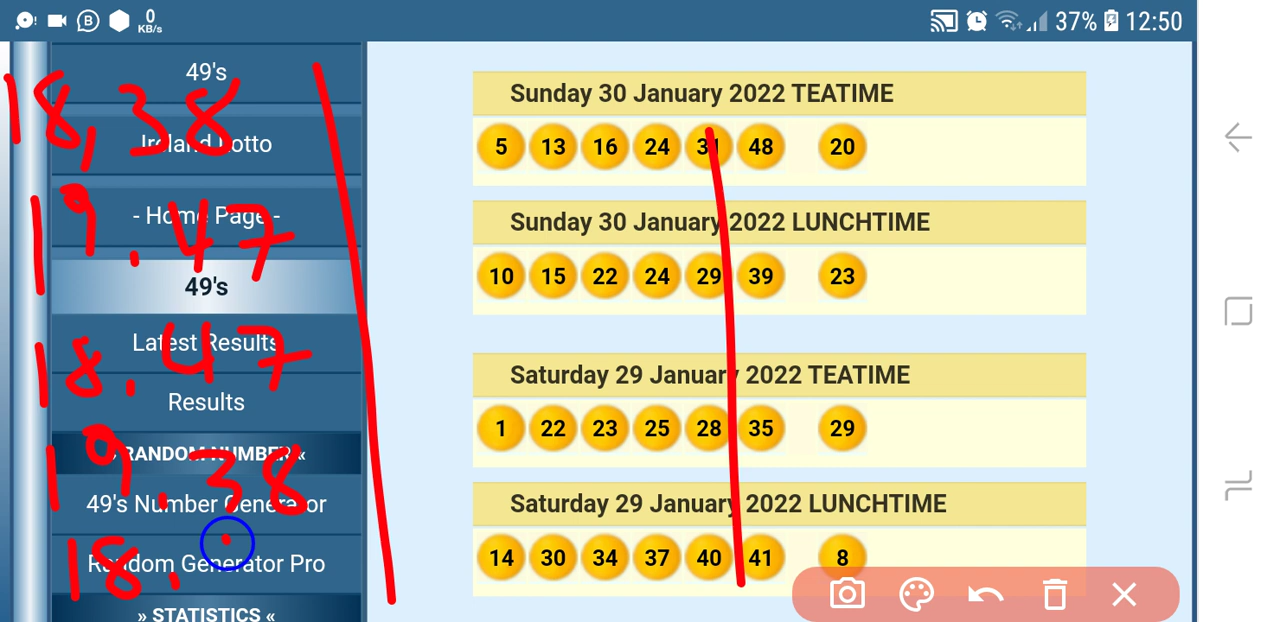 0 KB/s 37% 12:50
49's
Ireland Lotto
- Home Page -
49's
Latest Results
Results
» RANDOM NUMBER «
49's Number Generator
Random Generator Pro
» STATISTICS «
18, 38
19. 47
18. 47
19. 38
18.
Sunday 30 January 2022 TEATIME
5 13 16 24 31 48 20
Sunday 30 January 2022 LUNCHTIME
10 15 22 24 29 39 23
Saturday 29 January 2022 TEATIME
1 22 23 25 28 35 29
Saturday 29 January 2022 LUNCHTIME
14 30 34 37 40 41 8